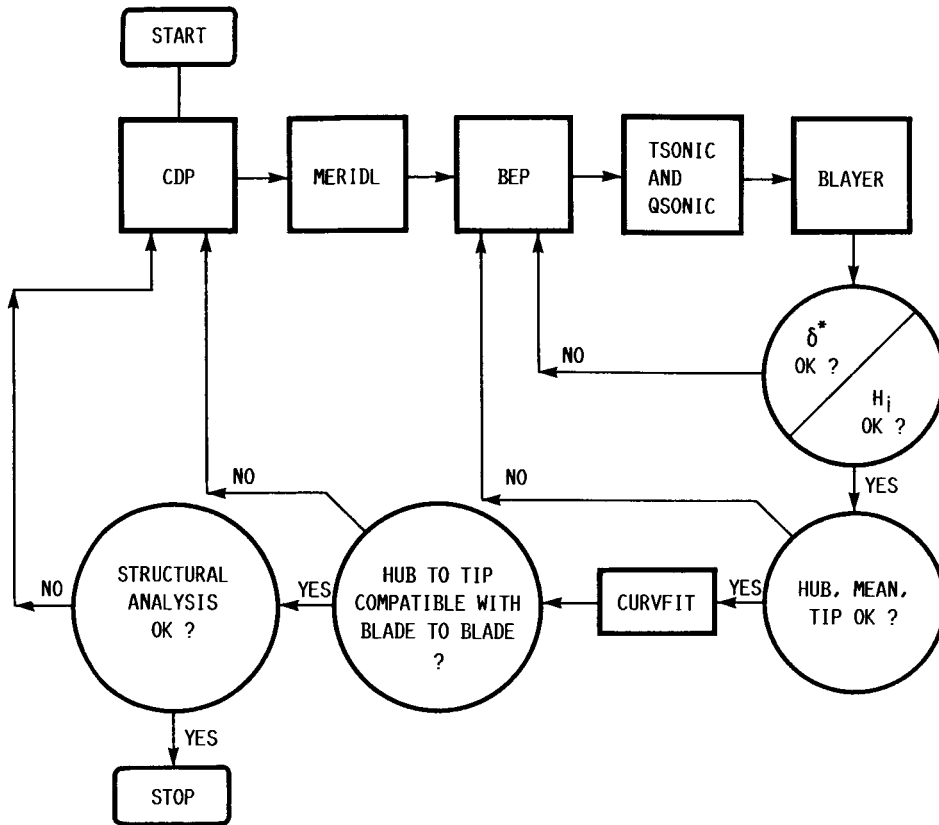 START
CDP
MERIDL
BEP
TSONIC
AND
QSONIC
BLAYER
δ*
OK ?
Hi
OK ?
NO
YES
NO
HUB, MEAN,
TIP OK ?
YES
CURVFIT
NO
HUB TO TIP
COMPATIBLE WITH
BLADE TO BLADE
?
YES
STRUCTURAL
ANALYSIS
OK ?
NO
YES
STOP